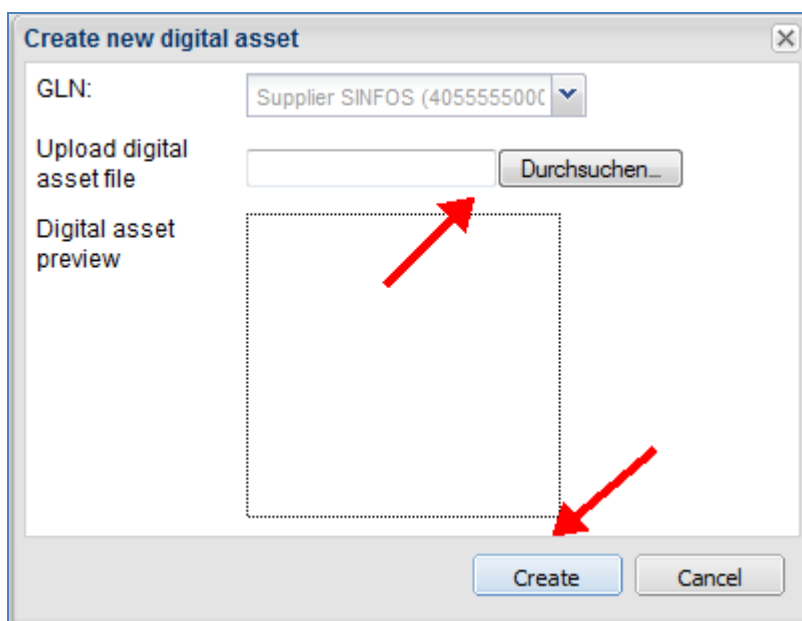 Create new digital asset
GLN:
Supplier SINFOS (405555500(
Upload digital
asset file
Durchsuchen...
Digital asset
preview
Create
Cancel